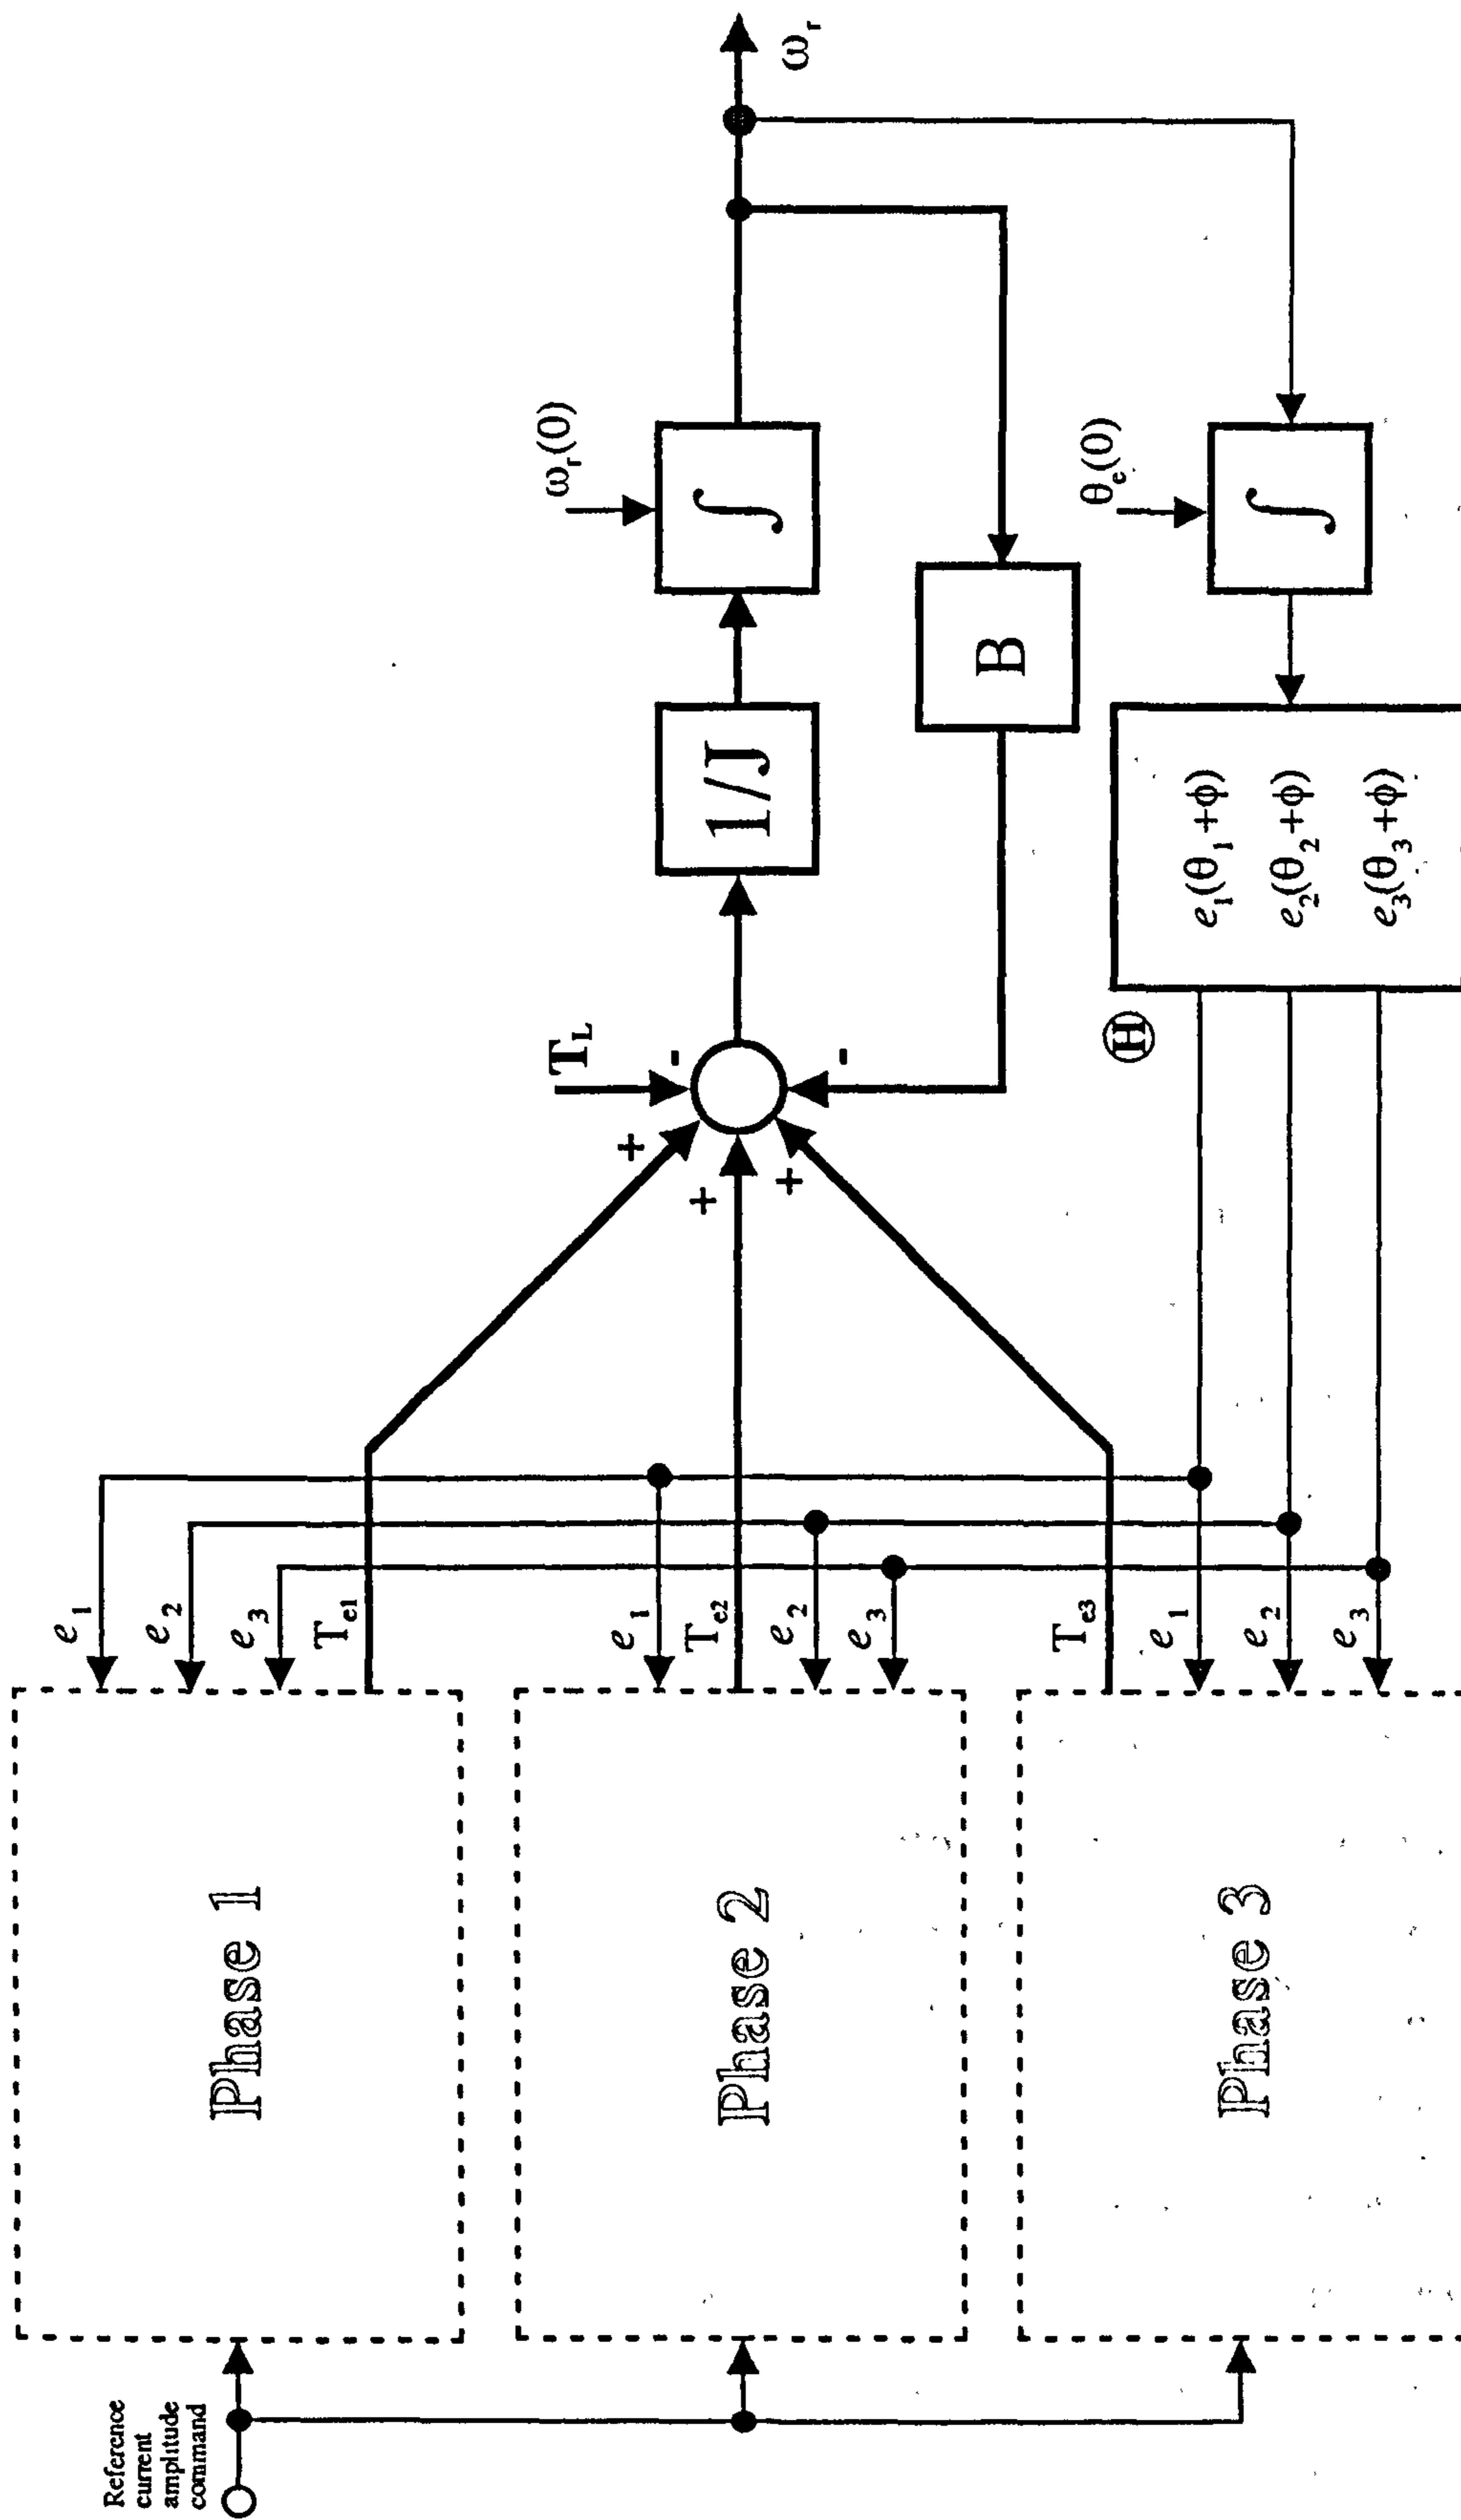 Reference
current
amplitude
command
Phase 1
Phase 2
Phase 3
e1
e2
e3
Te1
e1
Te2
e2
e3
Te3
e1
e2
e3
+
+
+
TL
-
-
1/J
∫
ωr(0)
ωr
B
Ⓗ
e1(θ1+ϕ)
e2(θ2+ϕ)
e3(θ3+ϕ)
∫
θe(0)